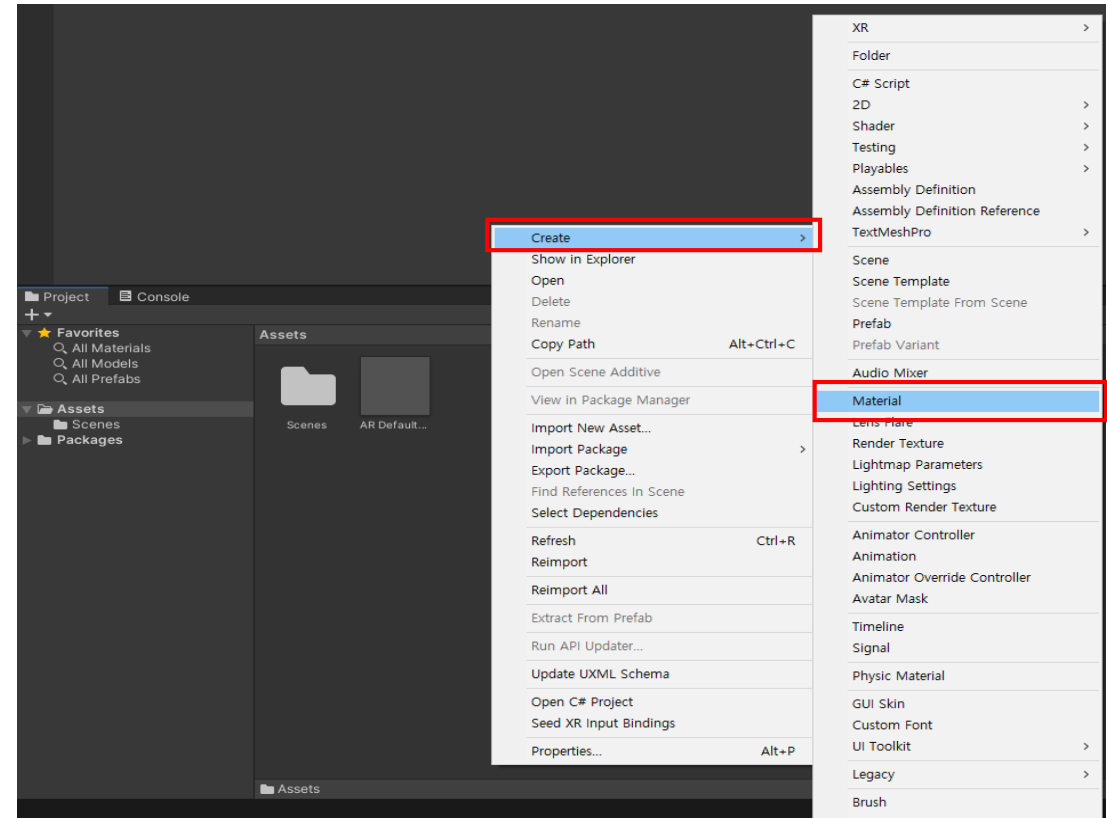 Project
Console
Favorites
All Materials
All Models
All Prefabs
Assets
Scenes
Packages
Assets
Scenes
AR Default...
Assets
Create
Show in Explorer
Open
Delete
Rename
Copy Path Alt+Ctrl+C
Open Scene Additive
View in Package Manager
Import New Asset...
Import Package
Export Package...
Find References In Scene
Select Dependencies
Refresh Ctrl+R
Reimport
Reimport All
Extract From Prefab
Run API Updater...
Update UXML Schema
Open C# Project
Seed XR Input Bindings
Properties... Alt+P
XR
Folder
C# Script
2D
Shader
Testing
Playables
Assembly Definition
Assembly Definition Reference
TextMeshPro
Scene
Scene Template
Scene Template From Scene
Prefab
Prefab Variant
Audio Mixer
Material
Lens Flare
Render Texture
Lightmap Parameters
Lighting Settings
Custom Render Texture
Animator Controller
Animation
Animator Override Controller
Avatar Mask
Timeline
Signal
Physic Material
GUI Skin
Custom Font
UI Toolkit
Legacy
Brush